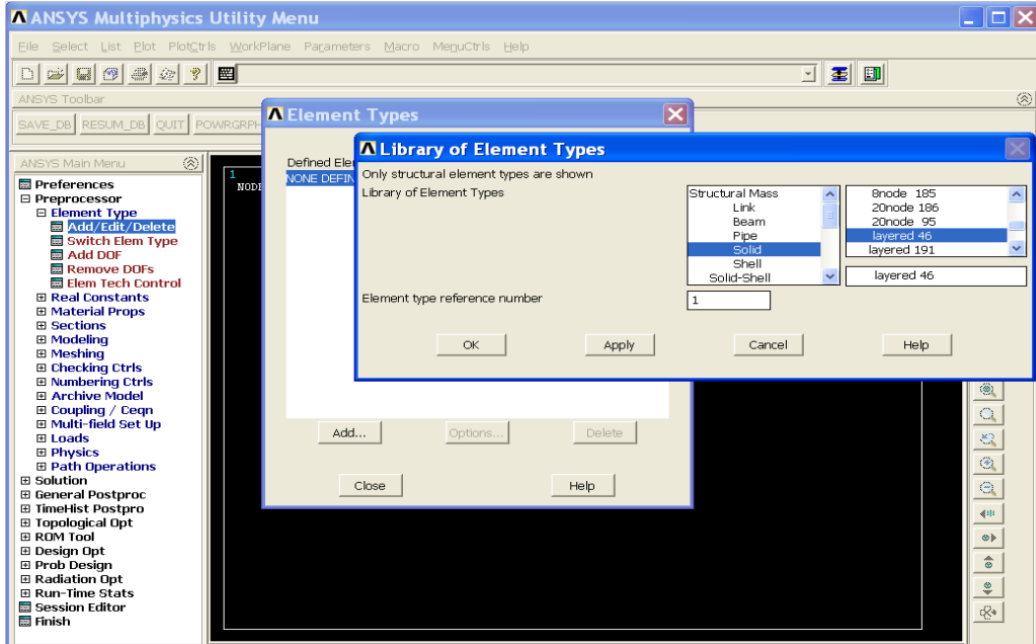 ANSYS Multiphysics Utility Menu
File Select List Plot PlotCtrls WorkPlane Parameters Macro MenuCtrls Help
ANSYS Toolbar
SAVE_DB RESUM_DB QUIT POWRGRPH
ANSYS Main Menu
Preferences
Preprocessor
Element Type
Add/Edit/Delete
Switch Elem Type
Add DOF
Remove DOFs
Elem Tech Control
Real Constants
Material Props
Sections
Modeling
Meshing
Checking Ctrls
Numbering Ctrls
Archive Model
Coupling / Ceqn
Multi-field Set Up
Loads
Physics
Path Operations
Solution
General Postproc
TimeHist Postpro
Topological Opt
ROM Tool
Design Opt
Prob Design
Radiation Opt
Run-Time Stats
Session Editor
Finish
1
NODE
Element Types
Defined Ele
NONE DEFIN
Add... Options... Delete
Close Help
Library of Element Types
Only structural element types are shown
Library of Element Types
Structural Mass
Link
Beam
Pipe
Solid
Shell
Solid-Shell
8node 185
20node 186
20node 95
layered 46
layered 191
layered 46
Element type reference number
1
OK Apply Cancel Help